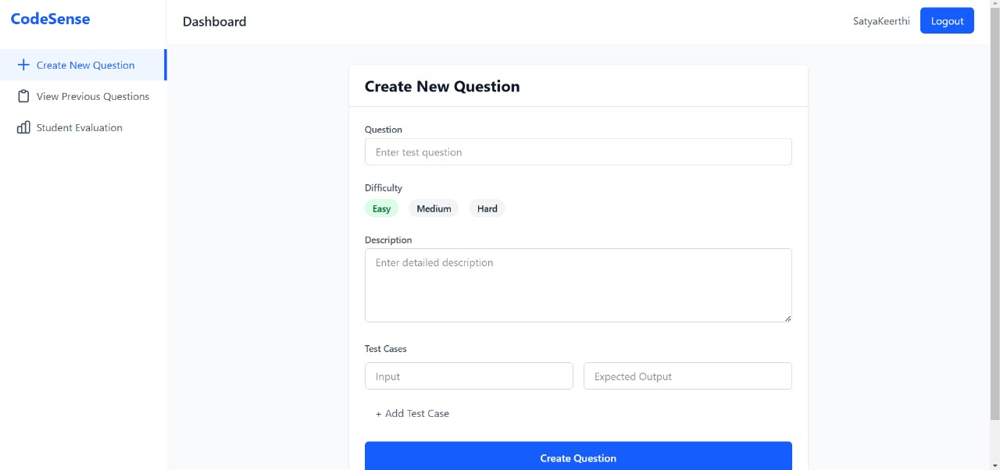 CodeSense
Dashboard
SatyaKeerthi
Logout
Create New Question
View Previous Questions
Student Evaluation
Create New Question
Question
Enter test question
Difficulty
Easy Medium Hard
Description
Enter detailed description
Test Cases
Input
Expected Output
+ Add Test Case
Create Question